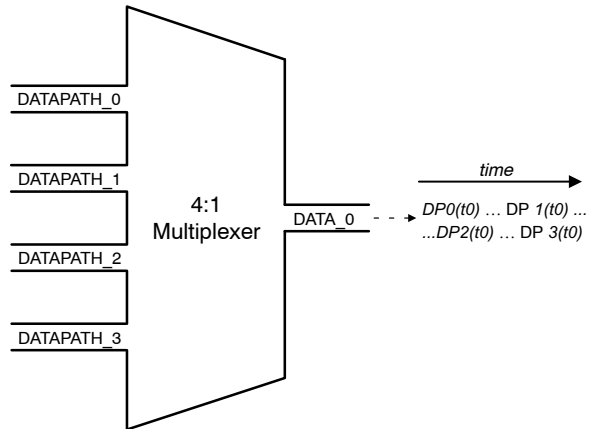 DATAPATH_0
DATAPATH_1
DATAPATH_2
DATAPATH_3
4:1
Multiplexer
DATA_0
time
DP0(t0) … DP 1(t0) ...
...DP2(t0) … DP 3(t0)